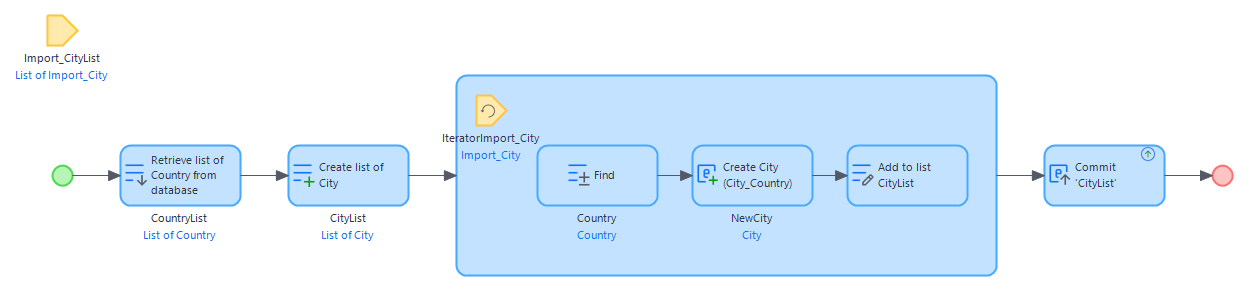 Import_CityList
List of Import_City
Retrieve list of
Country from
database
CountryList
List of Country
Create list of
City
CityList
List of City
IteratorImport_City
Import_City
Find
Country
Country
Create City
(City_Country)
NewCity
City
Add to list
CityList
Commit
'CityList'